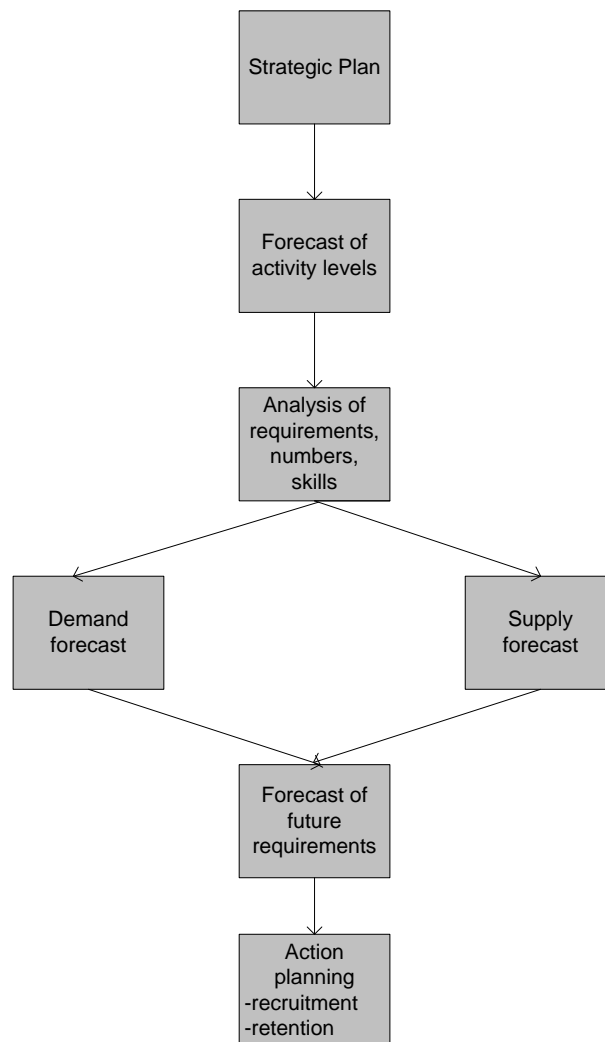 Strategic Plan
Forecast of
activity levels
Analysis of
requirements,
numbers,
skills
Demand
forecast
Supply
forecast
Forecast of
future
requirements
Action
planning
-recruitment
-retention